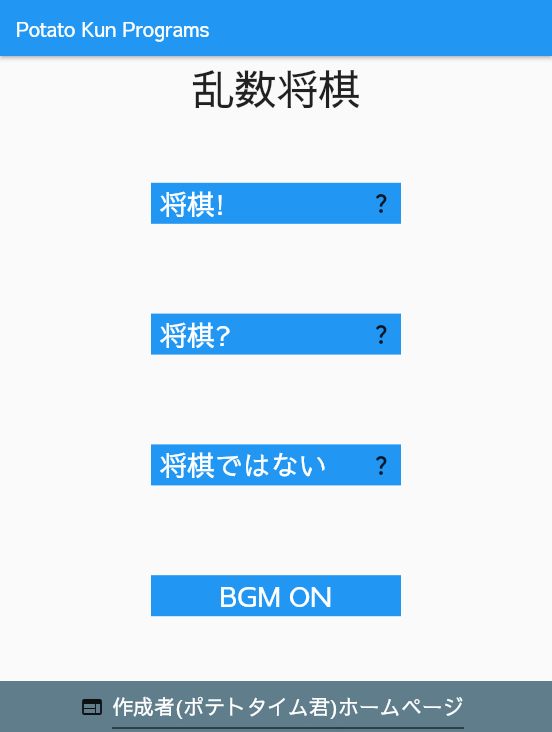 Potato Kun Programs
乱数将棋
将棋! ?
将棋? ?
将棋ではない ?
BGM ON
作成者(ポテトタイム君)ホームページ